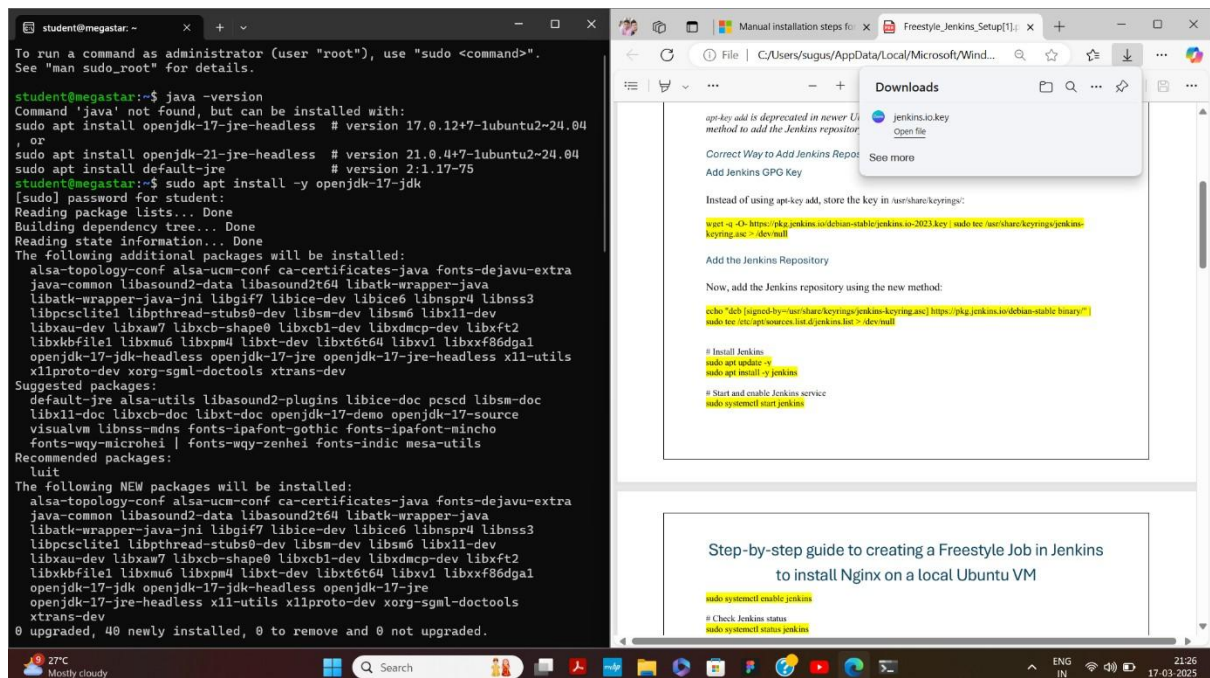 student@megastar: ~
To run a command as administrator (user "root"), use "sudo <command>".
See "man sudo_root" for details.
student@megastar:~$ java -version
Command 'java' not found, but can be installed with:
sudo apt install openjdk-17-jre-headless  # version 17.0.12+7-1ubuntu2~24.04
, or
sudo apt install openjdk-21-jre-headless  # version 21.0.4+7-1ubuntu2~24.04
sudo apt install default-jre              # version 2:1.17-75
student@megastar:~$ sudo apt install -y openjdk-17-jdk
[sudo] password for student:
Reading package lists... Done
Building dependency tree... Done
Reading state information... Done
The following additional packages will be installed:
alsa-topology-conf alsa-ucm-conf ca-certificates-java fonts-dejavu-extra
java-common libasound2-data libasound2t64 libatk-wrapper-java
libatk-wrapper-java-jni libgif7 libice-dev libice6 libnspr4 libnss3
libpcsclite1 libpthread-stubs0-dev libsm-dev libsm6 libx11-dev
libxau-dev libxaw7 libxcb-shape0 libxcb1-dev libxdmcp-dev libxft2
libxkbfile1 libxmu6 libxpm4 libxt-dev libxt6t64 libxv1 libxxf86dga1
openjdk-17-jdk-headless openjdk-17-jre openjdk-17-jre-headless x11-utils
x11proto-dev xorg-sgml-doctools xtrans-dev
Suggested packages:
default-jre alsa-utils libasound2-plugins libice-doc pcscd libsm-doc
libx11-doc libxcb-doc libxt-doc openjdk-17-demo openjdk-17-source
visualvm libnss-mdns fonts-ipafont-gothic fonts-ipafont-mincho
fonts-wqy-microhei | fonts-wqy-zenhei fonts-indic mesa-utils
Recommended packages:
luit
The following NEW packages will be installed:
alsa-topology-conf alsa-ucm-conf ca-certificates-java fonts-dejavu-extra
java-common libasound2-data libasound2t64 libatk-wrapper-java
libatk-wrapper-java-jni libgif7 libice-dev libice6 libnspr4 libnss3
libpcsclite1 libpthread-stubs0-dev libsm-dev libsm6 libx11-dev
libxau-dev libxaw7 libxcb-shape0 libxcb1-dev libxdmcp-dev libxft2
libxkbfile1 libxmu6 libxpm4 libxt-dev libxt6t64 libxv1 libxxf86dga1
openjdk-17-jdk openjdk-17-jdk-headless openjdk-17-jre
openjdk-17-jre-headless x11-utils x11proto-dev xorg-sgml-doctools
xtrans-dev
0 upgraded, 40 newly installed, 0 to remove and 0 not upgraded.
Manual installation steps for
Freestyle_Jenkins_Setup[1].p
File | C:/Users/sugus/AppData/Local/Microsoft/Wind...
Downloads
jenkins.io.key
Open file
See more
apt-key add is deprecated in newer U
method to add the Jenkins repositor
Correct Way to Add Jenkins Repos
Add Jenkins GPG Key
Instead of using apt-key add, store the key in /usr/share/keyrings/:
wget -q -O- https://pkg.jenkins.io/debian-stable/jenkins.io-2023.key | sudo tee /usr/share/keyrings/jenkins-
keyring.asc > /dev/null
Add the Jenkins Repository
Now, add the Jenkins repository using the new method:
echo "deb [signed-by=/usr/share/keyrings/jenkins-keyring.asc] https://pkg.jenkins.io/debian-stable binary/" |
sudo tee /etc/apt/sources.list.d/jenkins.list > /dev/null
# Install Jenkins
sudo apt update -y
sudo apt install -y jenkins
# Start and enable Jenkins service
sudo systemctl start jenkins
Step-by-step guide to creating a Freestyle Job in Jenkins
to install Nginx on a local Ubuntu VM
sudo systemctl enable jenkins
# Check Jenkins status
sudo systemctl status jenkins
9
27°C
Mostly cloudy
Search
ENG
IN
21:26
17-03-2025